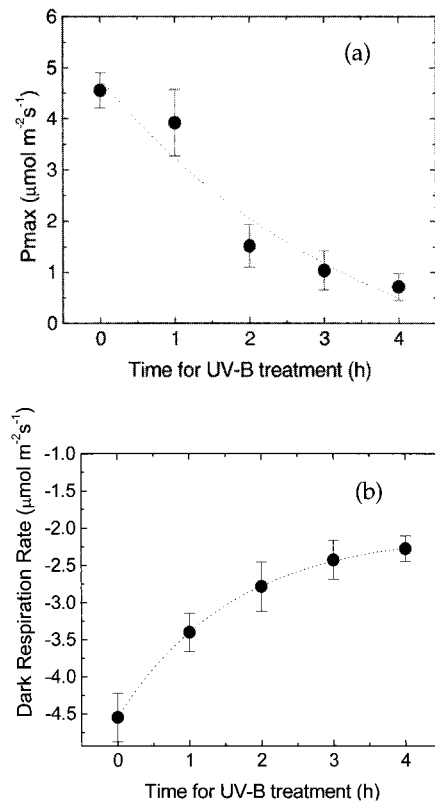 (a)
Pmax (μmol m⁻²s⁻¹)
6
5
4
3
2
1
0
0 1 2 3 4
Time for UV-B treatment (h)
(b)
Dark Respiration Rate (μmol m⁻²s⁻¹)
-1.0
-1.5
-2.0
-2.5
-3.0
-3.5
-4.0
-4.5
0 1 2 3 4
Time for UV-B treatment (h)